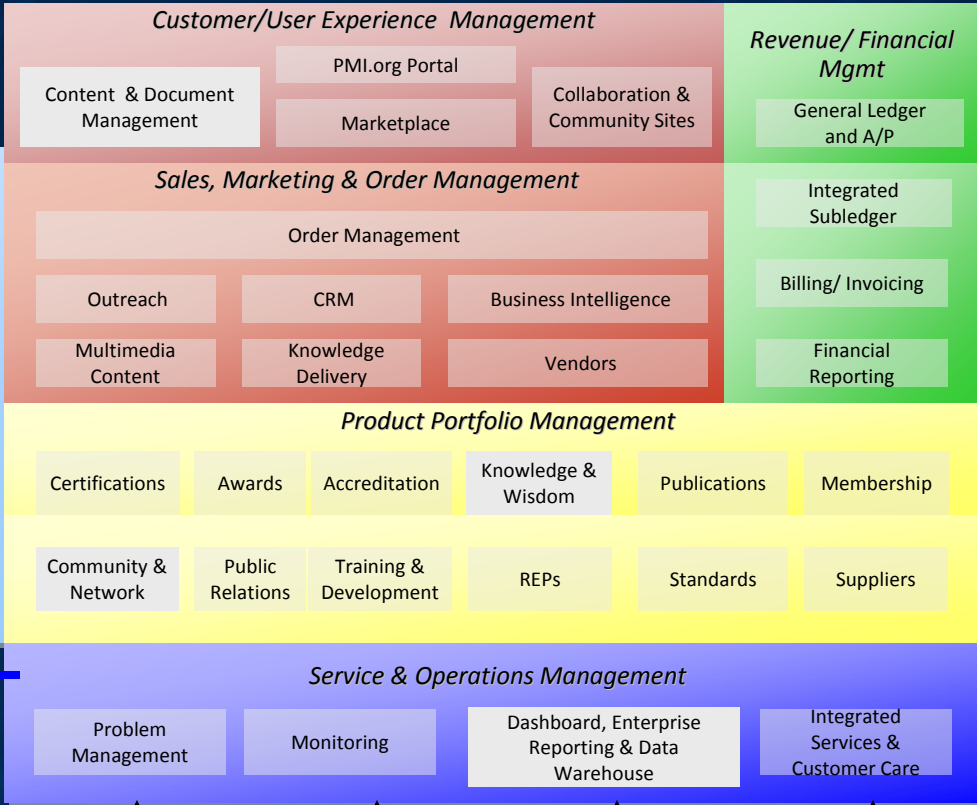 Customer/User Experience Management
PMI.org Portal
Content & Document
Management
Marketplace
Collaboration &
Community Sites
Revenue/ Financial
Mgmt
General Ledger
and A/P
Integrated
Subledger
Billing/ Invoicing
Financial
Reporting
Sales, Marketing & Order Management
Order Management
Outreach
CRM
Business Intelligence
Multimedia
Content
Knowledge
Delivery
Vendors
Product Portfolio Management
Certifications
Awards
Accreditation
Knowledge &
Wisdom
Publications
Membership
Community &
Network
Public
Relations
Training &
Development
REPs
Standards
Suppliers
Service & Operations Management
Problem
Management
Monitoring
Dashboard, Enterprise
Reporting & Data
Warehouse
Integrated
Services &
Customer Care